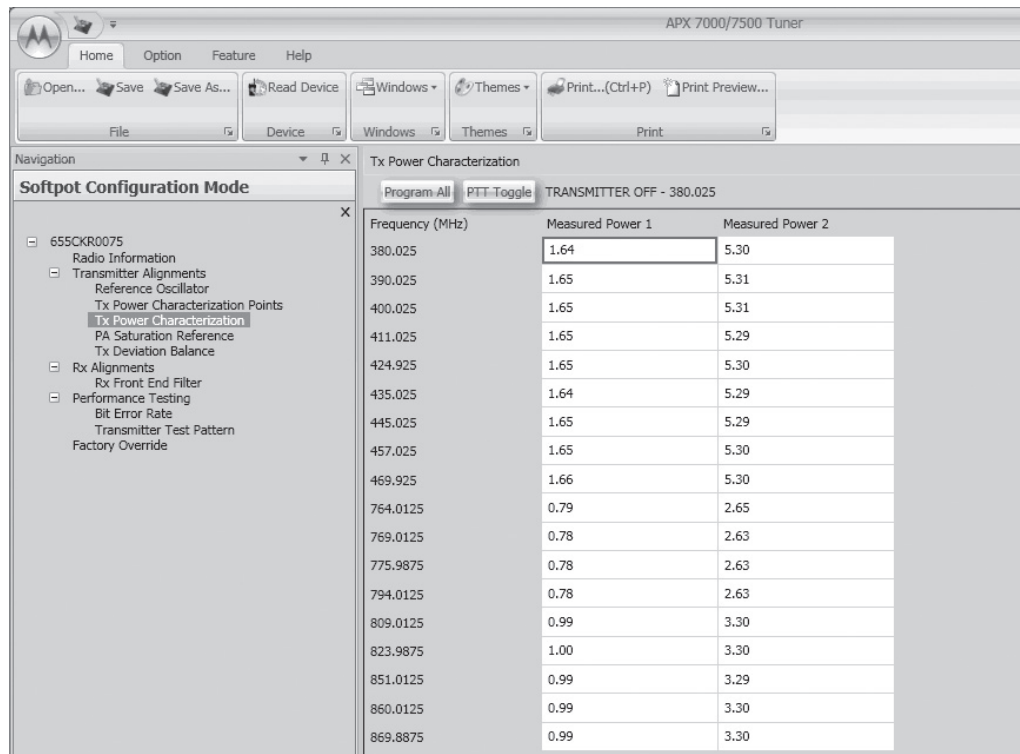 APX 7000/7500 Tuner
Home Option Feature Help
Open... Save Save As... Read Device Windows Themes Print...(Ctrl+P) Print Preview...
File Device Windows Themes Print
Navigation
Softpot Configuration Mode
655CKR0075
Radio Information
Transmitter Alignments
Reference Oscillator
Tx Power Characterization Points
Tx Power Characterization
PA Saturation Reference
Tx Deviation Balance
Rx Alignments
Rx Front End Filter
Performance Testing
Bit Error Rate
Transmitter Test Pattern
Factory Override
Tx Power Characterization
Program All PTT Toggle TRANSMITTER OFF - 380.025
Frequency (MHz) Measured Power 1 Measured Power 2
380.025 1.64 5.30
390.025 1.65 5.31
400.025 1.65 5.31
411.025 1.65 5.29
424.925 1.65 5.30
435.025 1.64 5.29
445.025 1.65 5.29
457.025 1.65 5.30
469.925 1.66 5.30
764.0125 0.79 2.65
769.0125 0.78 2.63
775.9875 0.78 2.63
794.0125 0.78 2.63
809.0125 0.99 3.30
823.9875 1.00 3.30
851.0125 0.99 3.29
860.0125 0.99 3.30
869.8875 0.99 3.30